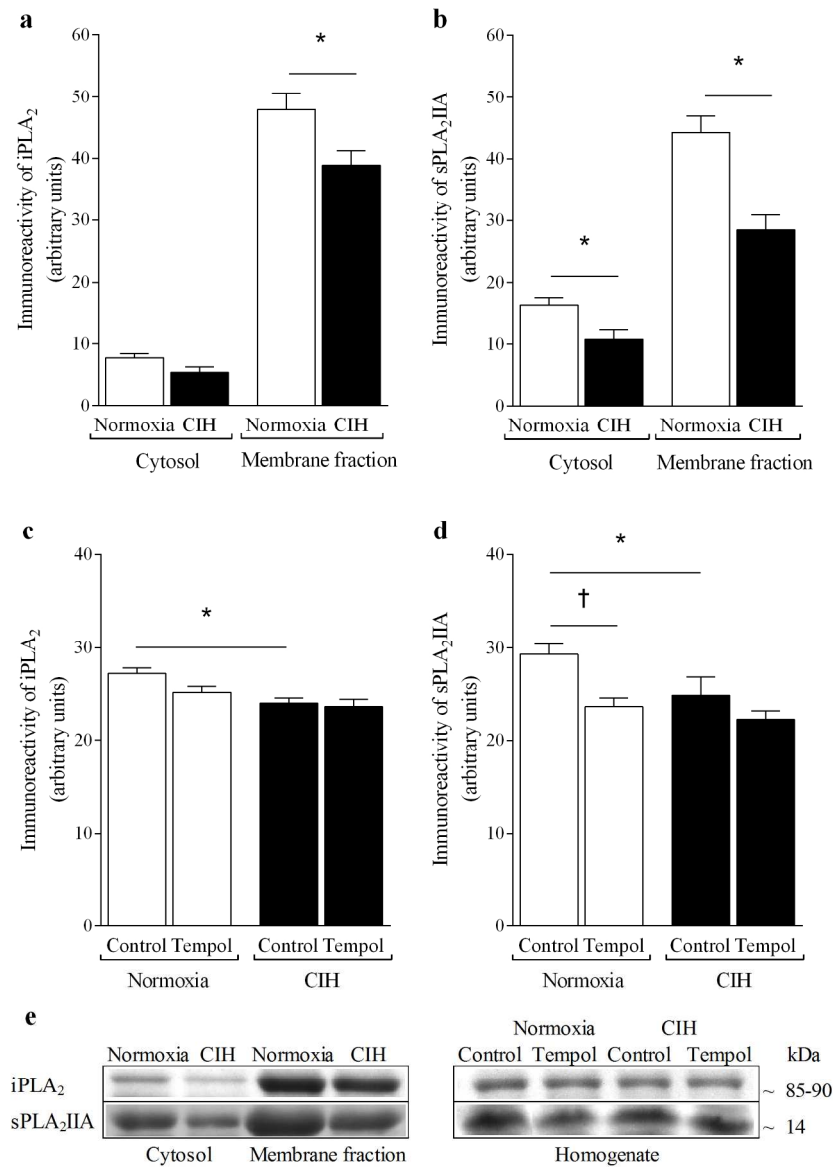 a
Immunoreactivity of iPLA2
(arbitrary units)
60
50
40
30
20
10
0
*
Normoxia CIH Normoxia CIH
Cytosol Membrane fraction
b
Immunoreactivity of sPLA2IIA
(arbitrary units)
60
50
40
30
20
10
0
*
*
Normoxia CIH Normoxia CIH
Cytosol Membrane fraction
c
Immunoreactivity of iPLA2
(arbitrary units)
40
30
20
10
0
*
Control Tempol Control Tempol
Normoxia CIH
d
Immunoreactivity of sPLA2IIA
(arbitrary units)
40
30
20
10
0
*
†
Control Tempol Control Tempol
Normoxia CIH
e
Normoxia CIH Normoxia CIH
iPLA2
sPLA2IIA
Cytosol Membrane fraction
Normoxia CIH
Control Tempol Control Tempol kDa
~ 85-90
~ 14
Homogenate